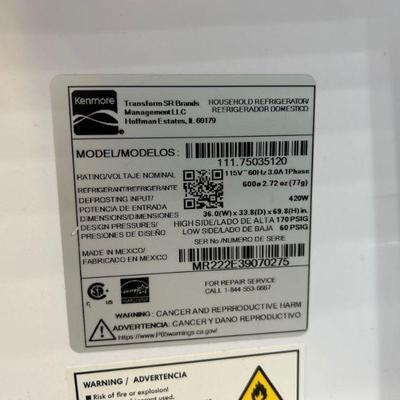 Kenmore
Transform SR Brands
Management LLC
Hoffman Estates, IL 60179
HOUSEHOLD REFRIGERATOR/
REFRIGERADOR DOMESTICO
MODEL/MODELOS :
111.75035120
RATING/VOLTAJE NOMINAL 115V~60Hz 3.0A 1Phase
REFRIGERANT/REFRIGERANTE 600a 2.72 oz (77g)
DEFROSTING INPUT/
POTENCIA DE ENTRADA 420W
DIMENSIONS/DIMENSIONES 36.0(W) x 33.8(D) x 69.8(H) in.
DESIGN PRESSURES/ HIGH SIDE/LADO DE ALTA 170 PSIG
PRESIONES DE DISEÑO LOW SIDE/LADO DE BAJA 60 PSIG
SER No/NUMERO DE SERIE
MADE IN MEXICO/
FABRICADO EN MEXICO
MR222E39070275
FOR REPAIR SERVICE
CALL 1-844-553-6667
WARNING: CANCER AND REPRRODUCTIVE HARM
WARNING: CANCER Y DANO REPRODUCTIVO
https://www.P65warnings.ca.gov/
WARNING / ADVERTENCIA
Risk of fire or explosion!